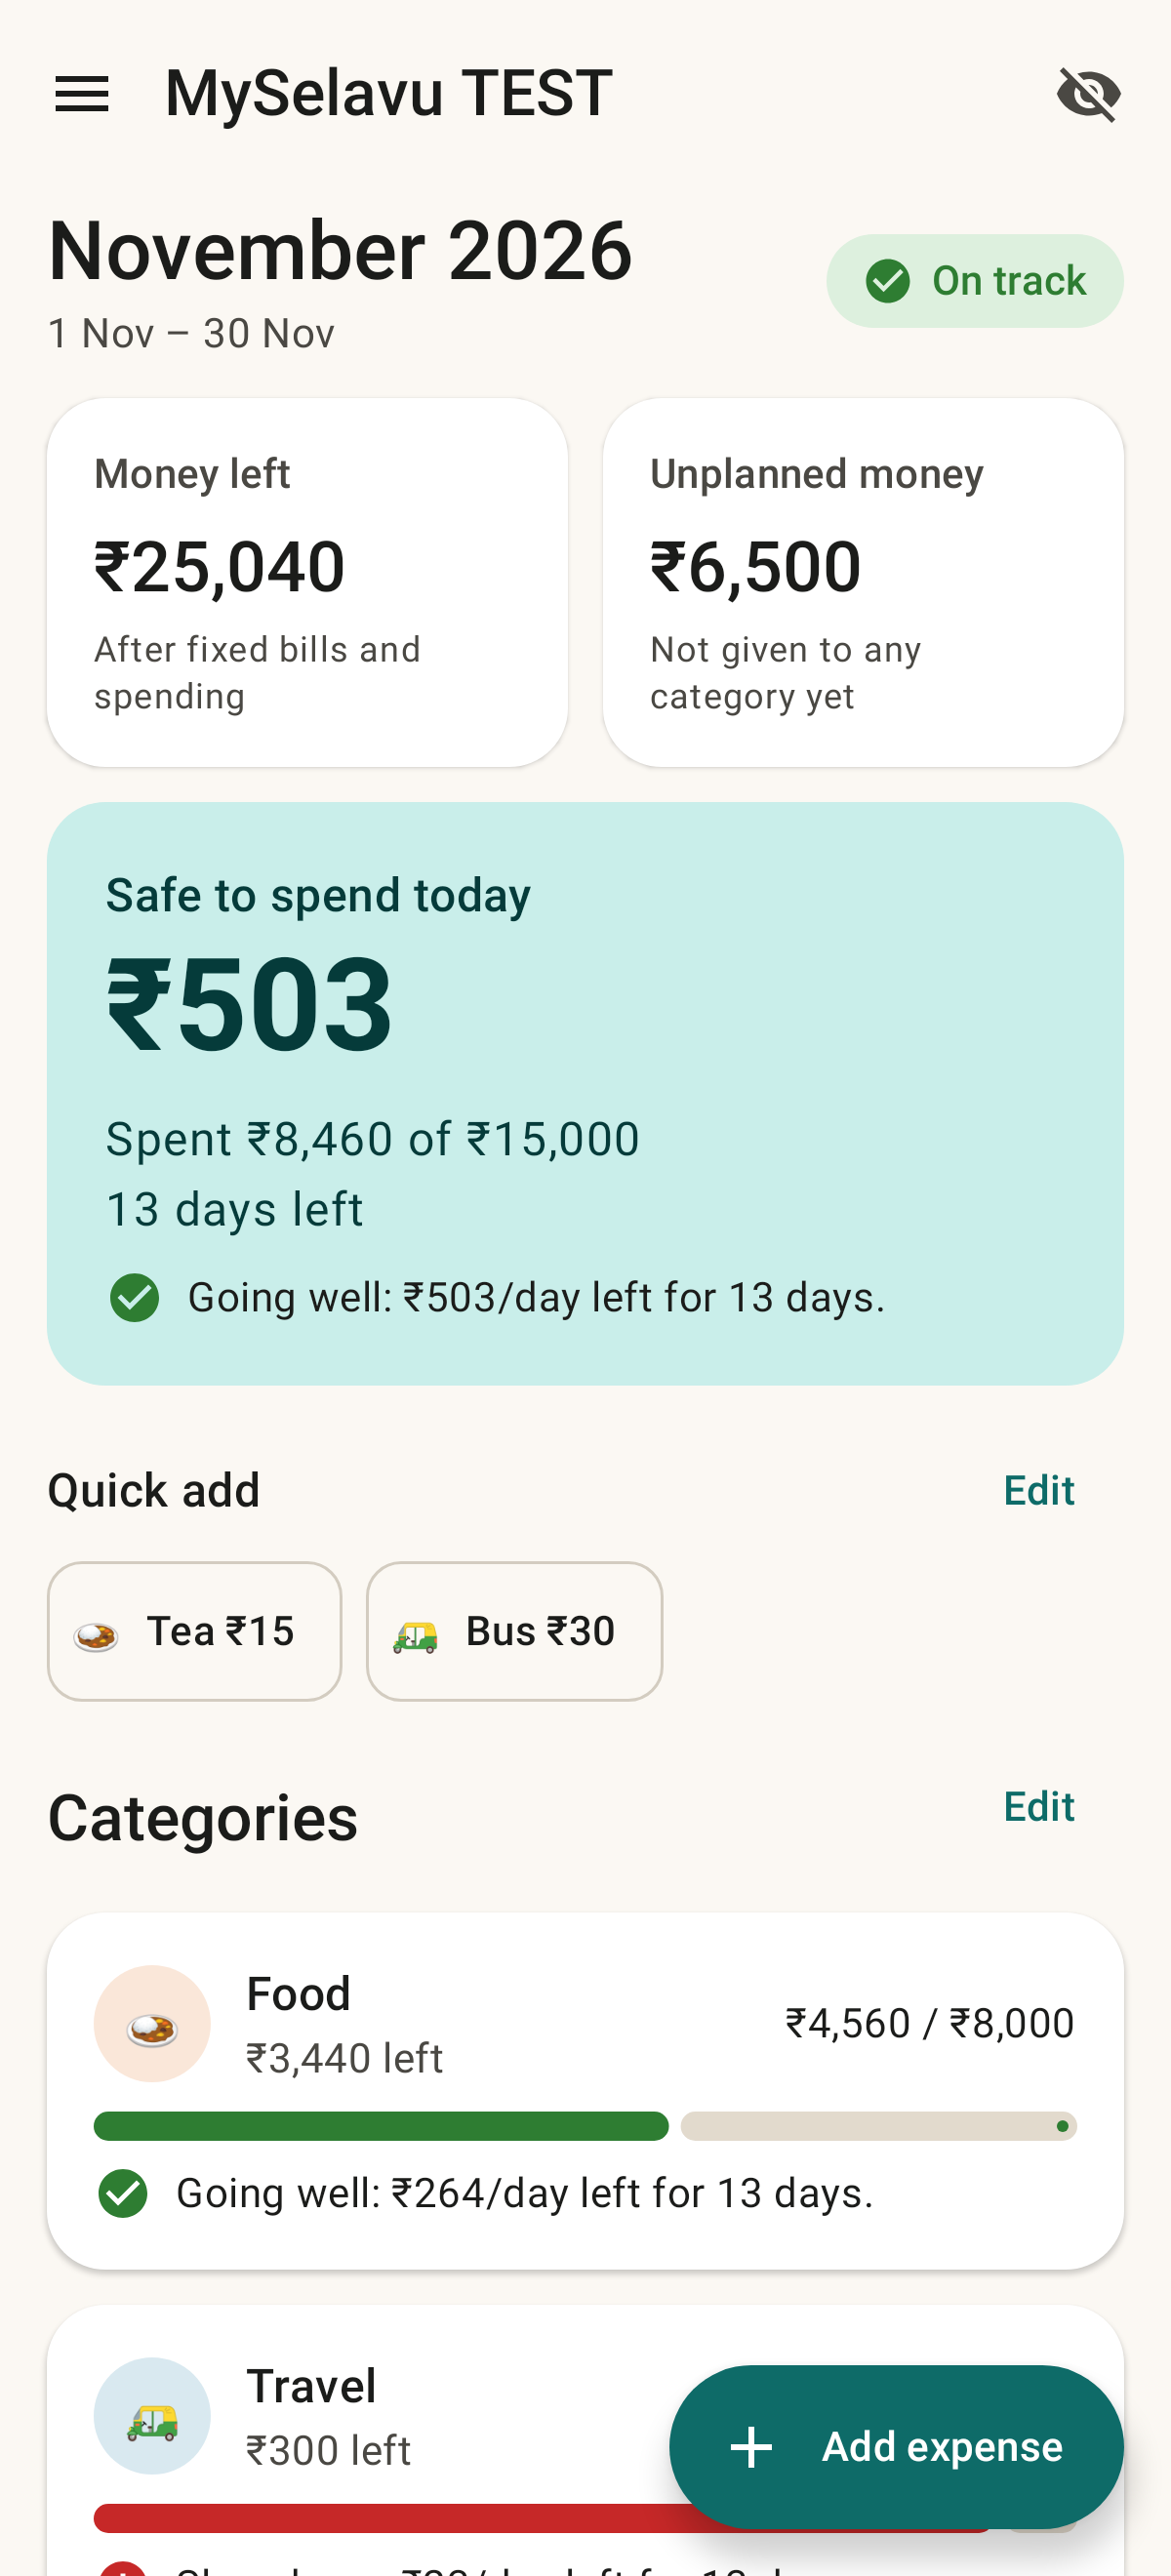 MySelavu TEST
November 2026
On track
1 Nov – 30 Nov
Money left
₹25,040
After fixed bills and
spending
Unplanned money
₹6,500
Not given to any
category yet
Safe to spend today
₹503
Spent ₹8,460 of ₹15,000
13 days left
Going well: ₹503/day left for 13 days.
Quick add
Edit
Tea ₹15
Bus ₹30
Categories
Edit
Food
₹3,440 left
₹4,560 / ₹8,000
Going well: ₹264/day left for 13 days.
Travel
₹300 left
Add expense